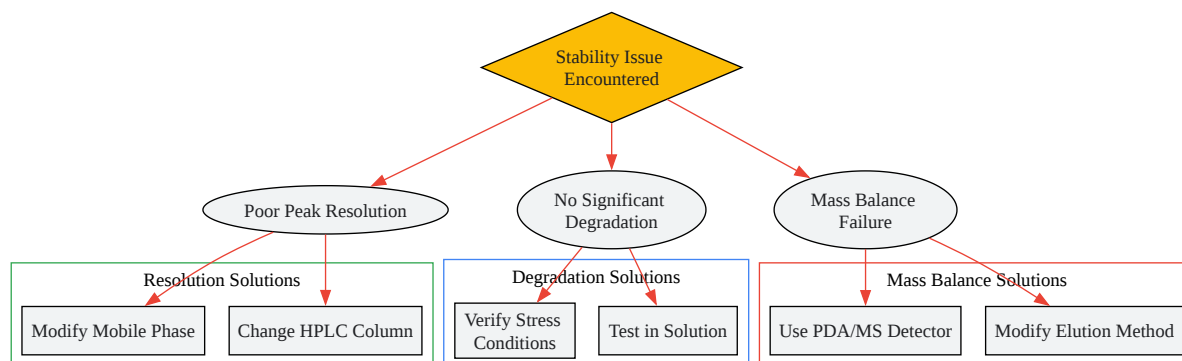 Stability Issue
Encountered
Poor Peak Resolution
No Significant
Degradation
Mass Balance
Failure
Resolution Solutions
Degradation Solutions
Mass Balance Solutions
Modify Mobile Phase
Change HPLC Column
Verify Stress
Conditions
Test in Solution
Use PDA/MS Detector
Modify Elution Method